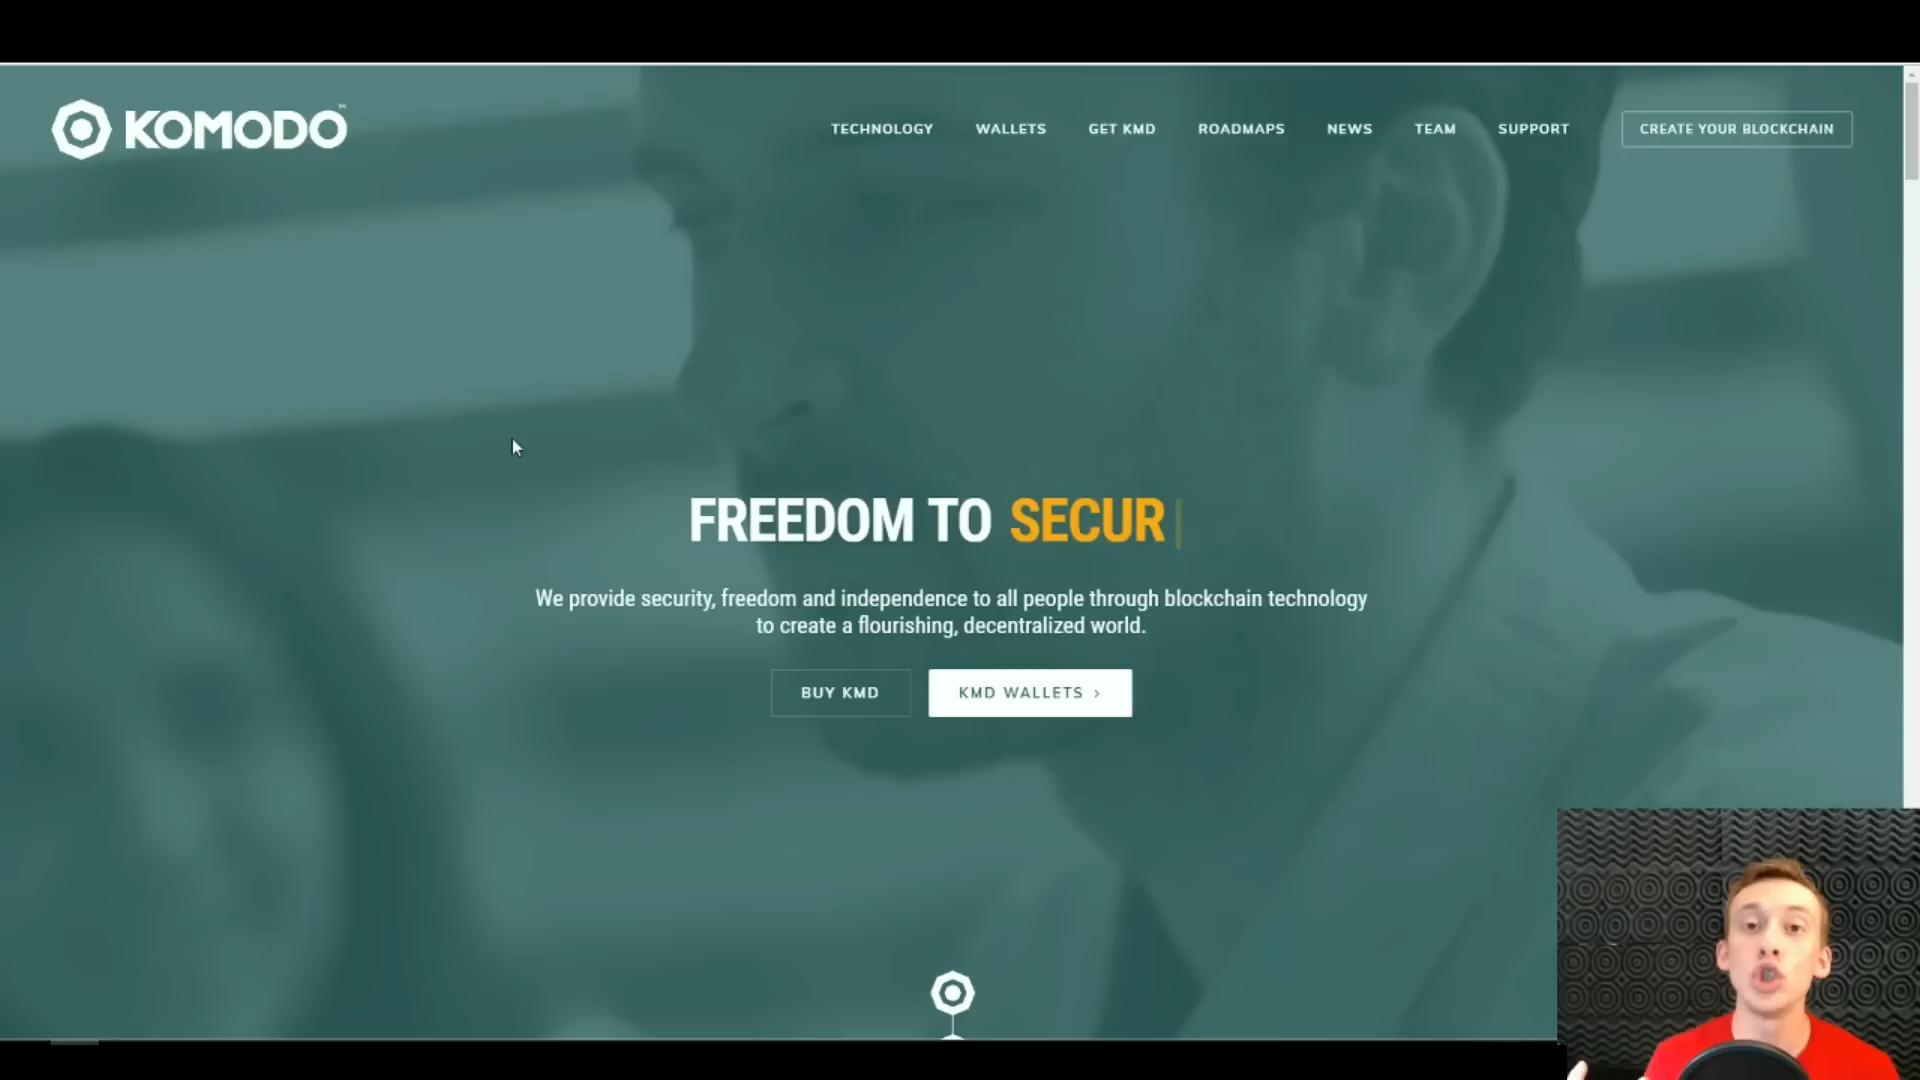 KOMODO™
TECHNOLOGY
WALLETS
GET KMD
ROADMAPS
NEWS
TEAM
SUPPORT
CREATE YOUR BLOCKCHAIN
FREEDOM TO SECUR
We provide security, freedom and independence to all people through blockchain technology
to create a flourishing, decentralized world.
BUY KMD
KMD WALLETS ›